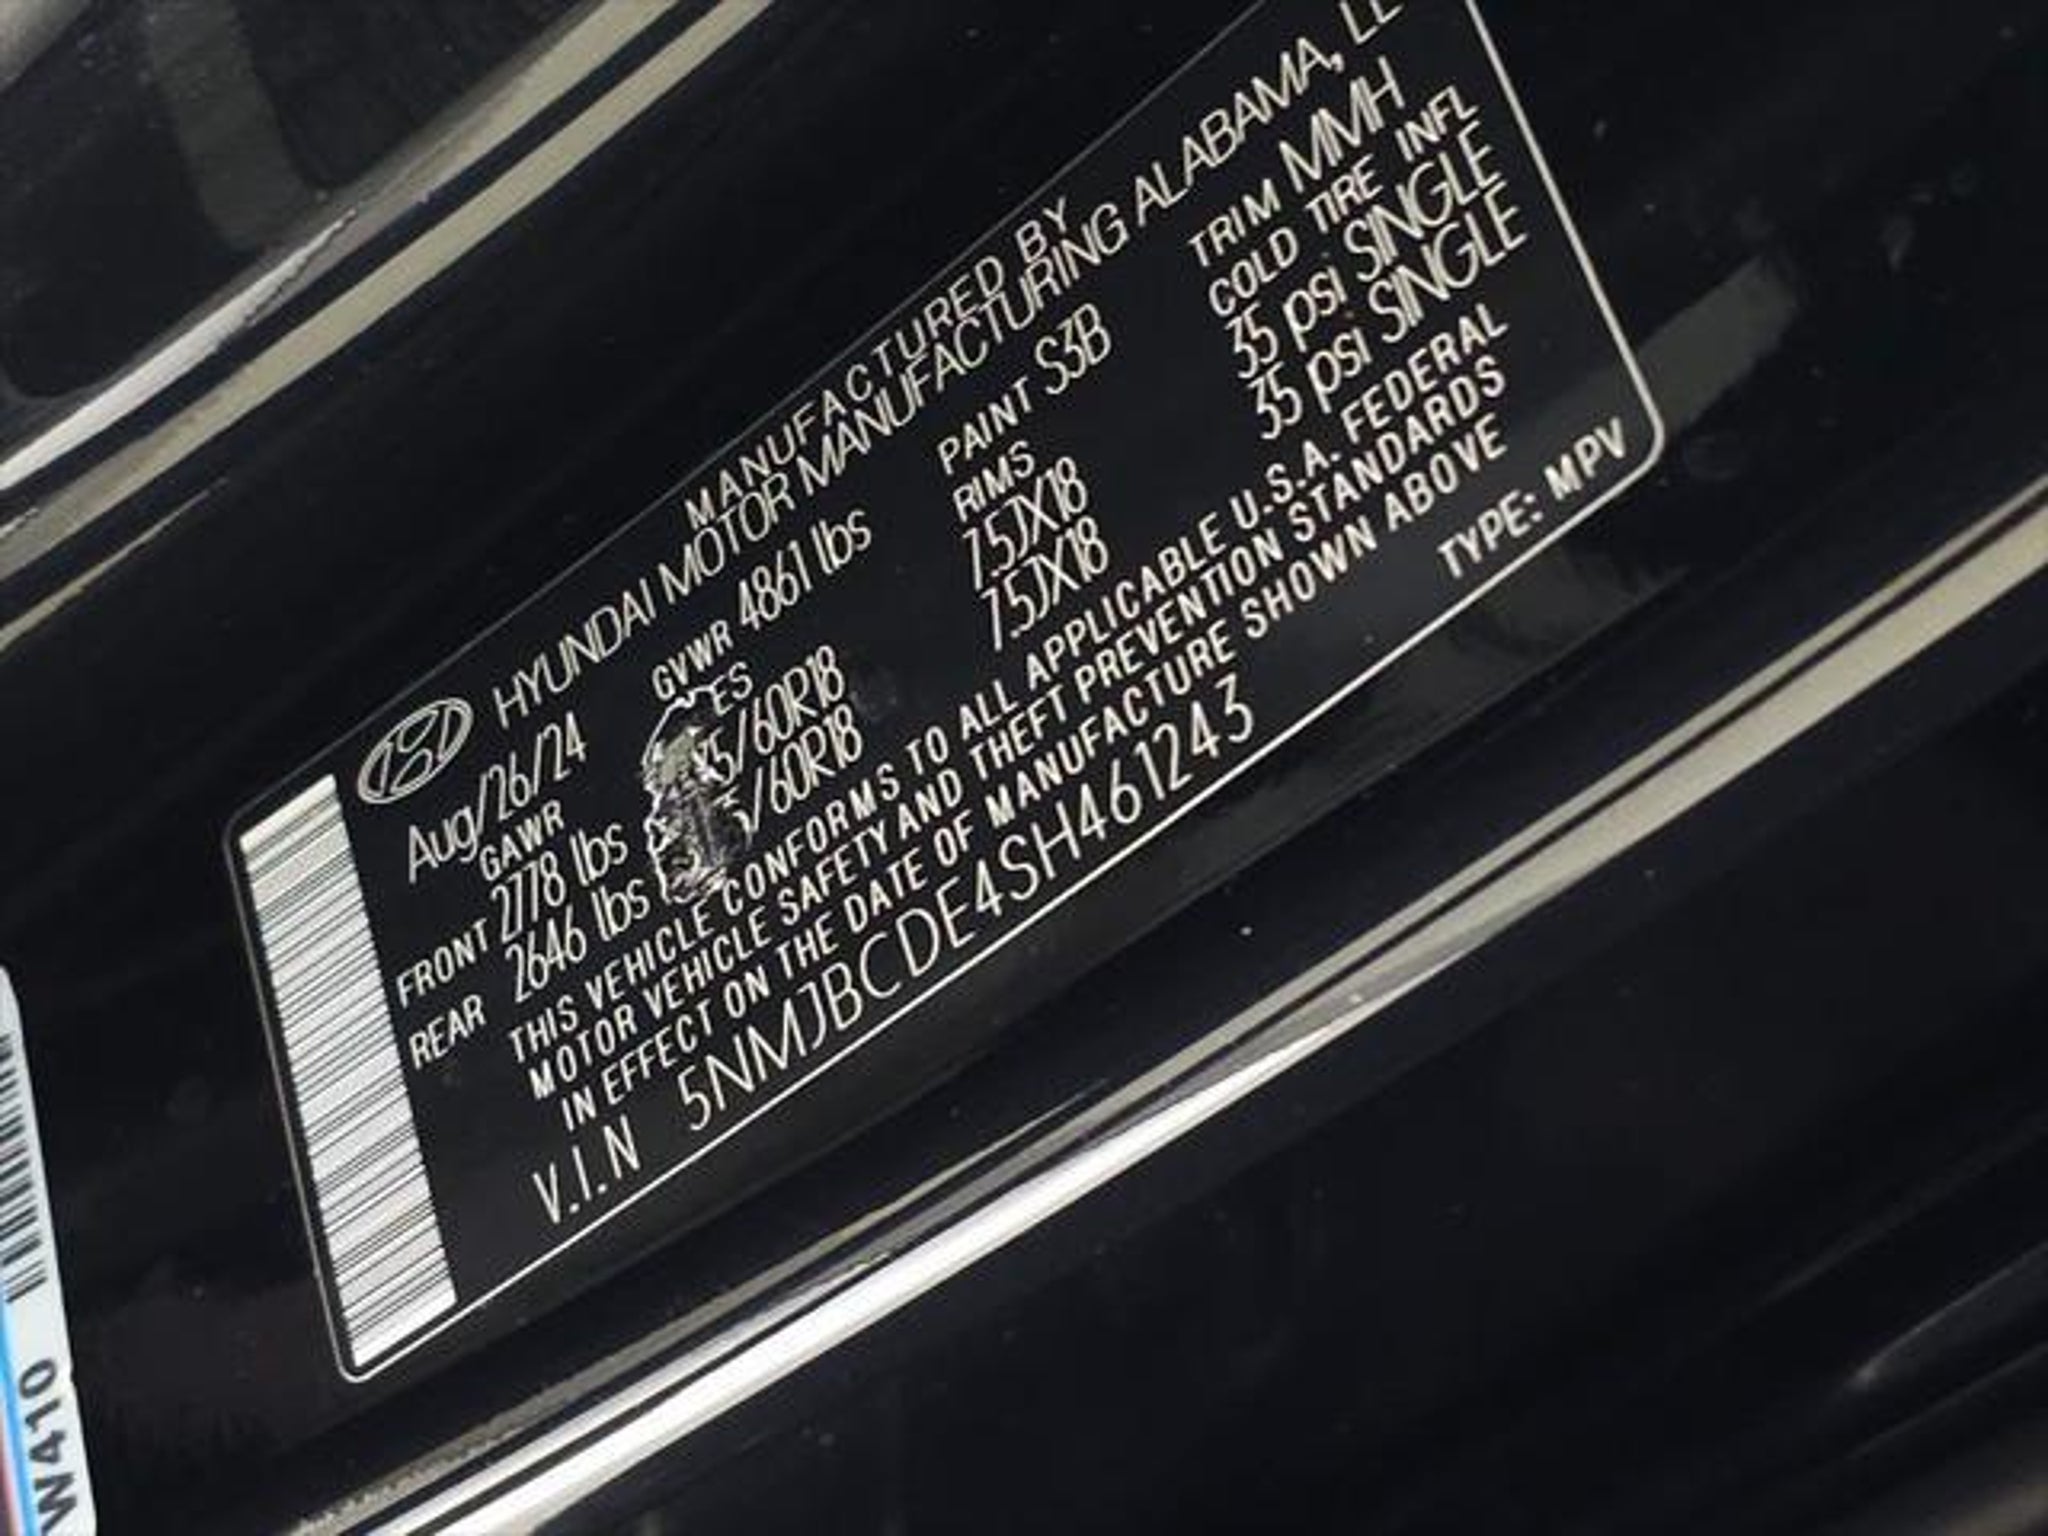 MANUFACTURED BY
HYUNDAI MOTOR MANUFACTURING ALABAMA,
Aug/26/24 GVWR 4861 lbs PAINT S3B TRIM MMH
GAWR RIMS COLD TIRE INFL
FRONT 2778 lbs /60R18 7.5JX18 35 psi SINGLE
REAR 2646 lbs /60R18 7.5JX18 35 psi SINGLE
THIS VEHICLE CONFORMS TO ALL APPLICABLE U.S.A. FEDERAL
MOTOR VEHICLE SAFETY AND THEFT PREVENTION STANDARDS
IN EFFECT ON THE DATE OF MANUFACTURE SHOWN ABOVE
V.I.N 5NMJBCDE4SH461243
TYPE: MPV
W410